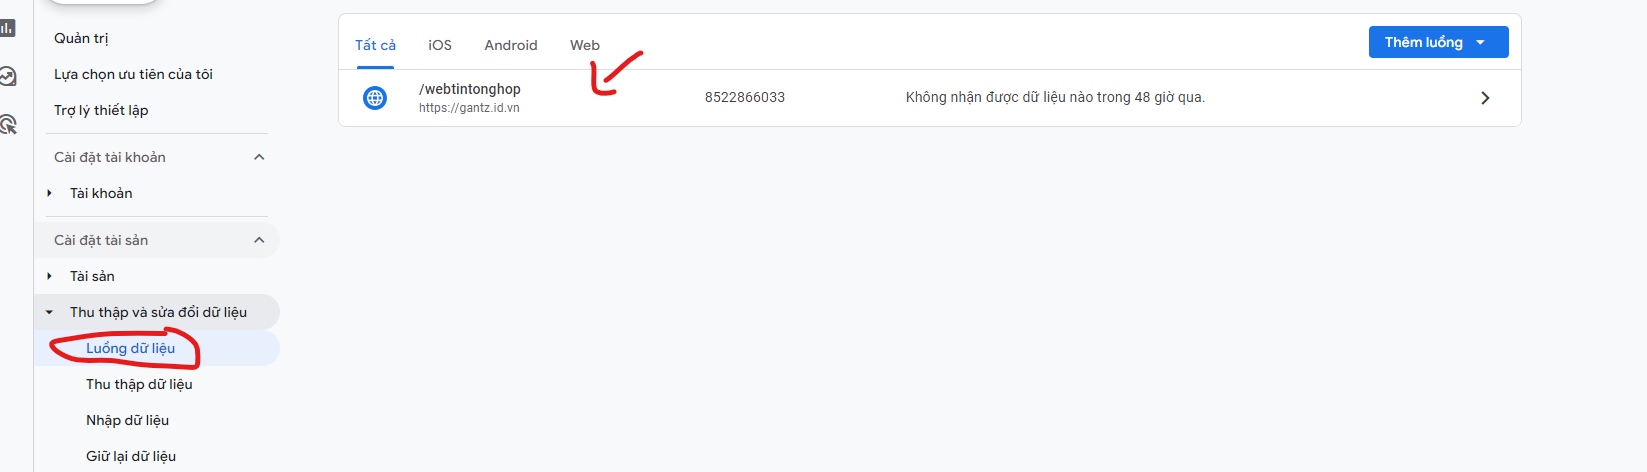 Quản trị
Lựa chọn ưu tiên của tôi
Trợ lý thiết lập
Cài đặt tài khoản
Tài khoản
Cài đặt tài sản
Tài sản
Thu thập và sửa đổi dữ liệu
Luồng dữ liệu
Thu thập dữ liệu
Nhập dữ liệu
Giữ lại dữ liệu
Tất cả iOS Android Web Thêm luồng
/webtintonghop
https://gantz.id.vn
8522866033 Không nhận được dữ liệu nào trong 48 giờ qua.